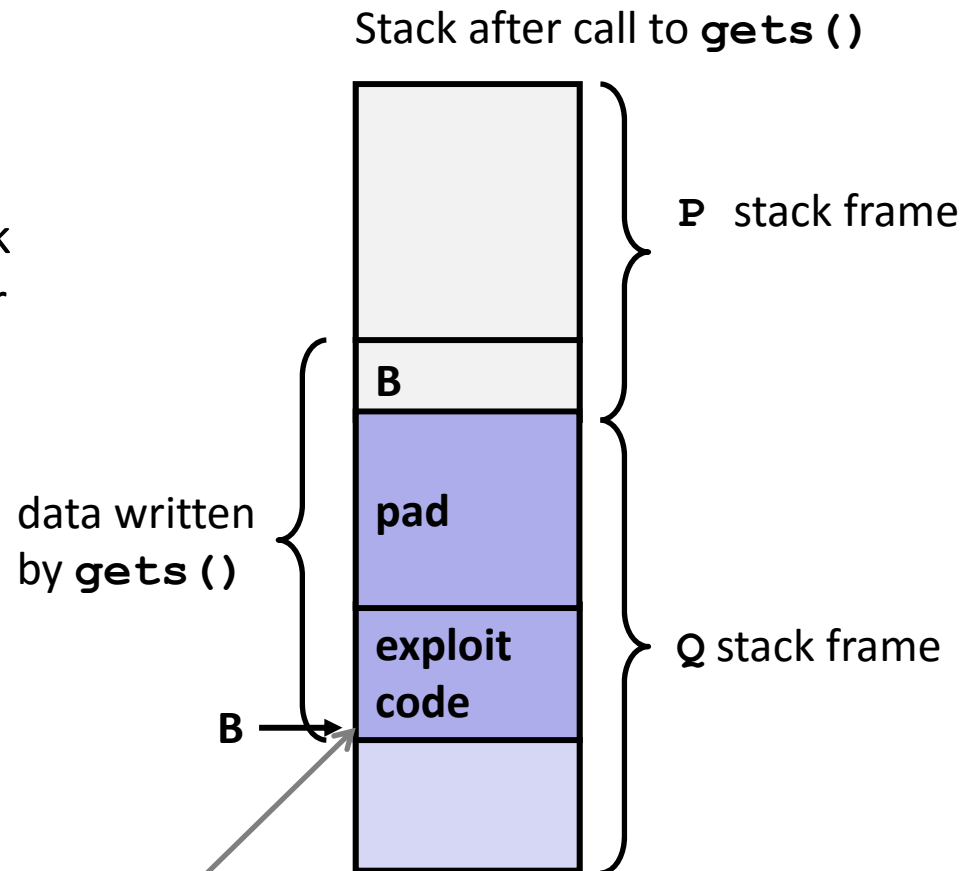 Stack after call to gets()
P stack frame
k
r
B
data written
by gets()
pad
exploit
code
Q stack frame
B